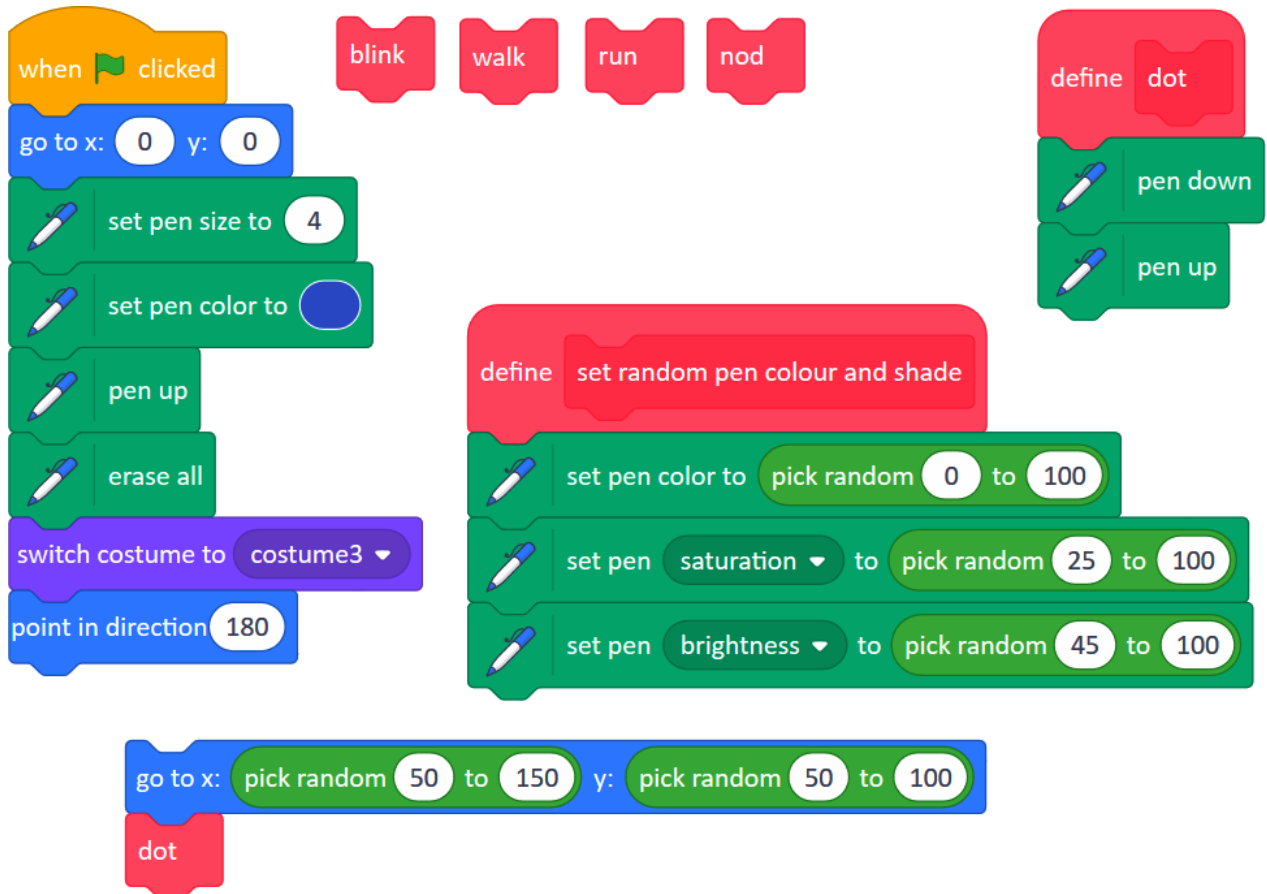 when clicked
go to x: 0 y: 0
set pen size to 4
set pen color to
pen up
erase all
switch costume to costume3
point in direction 180
blink
walk
run
nod
define dot
pen down
pen up
define set random pen colour and shade
set pen color to pick random 0 to 100
set pen saturation to pick random 25 to 100
set pen brightness to pick random 45 to 100
go to x: pick random 50 to 150 y: pick random 50 to 100
dot